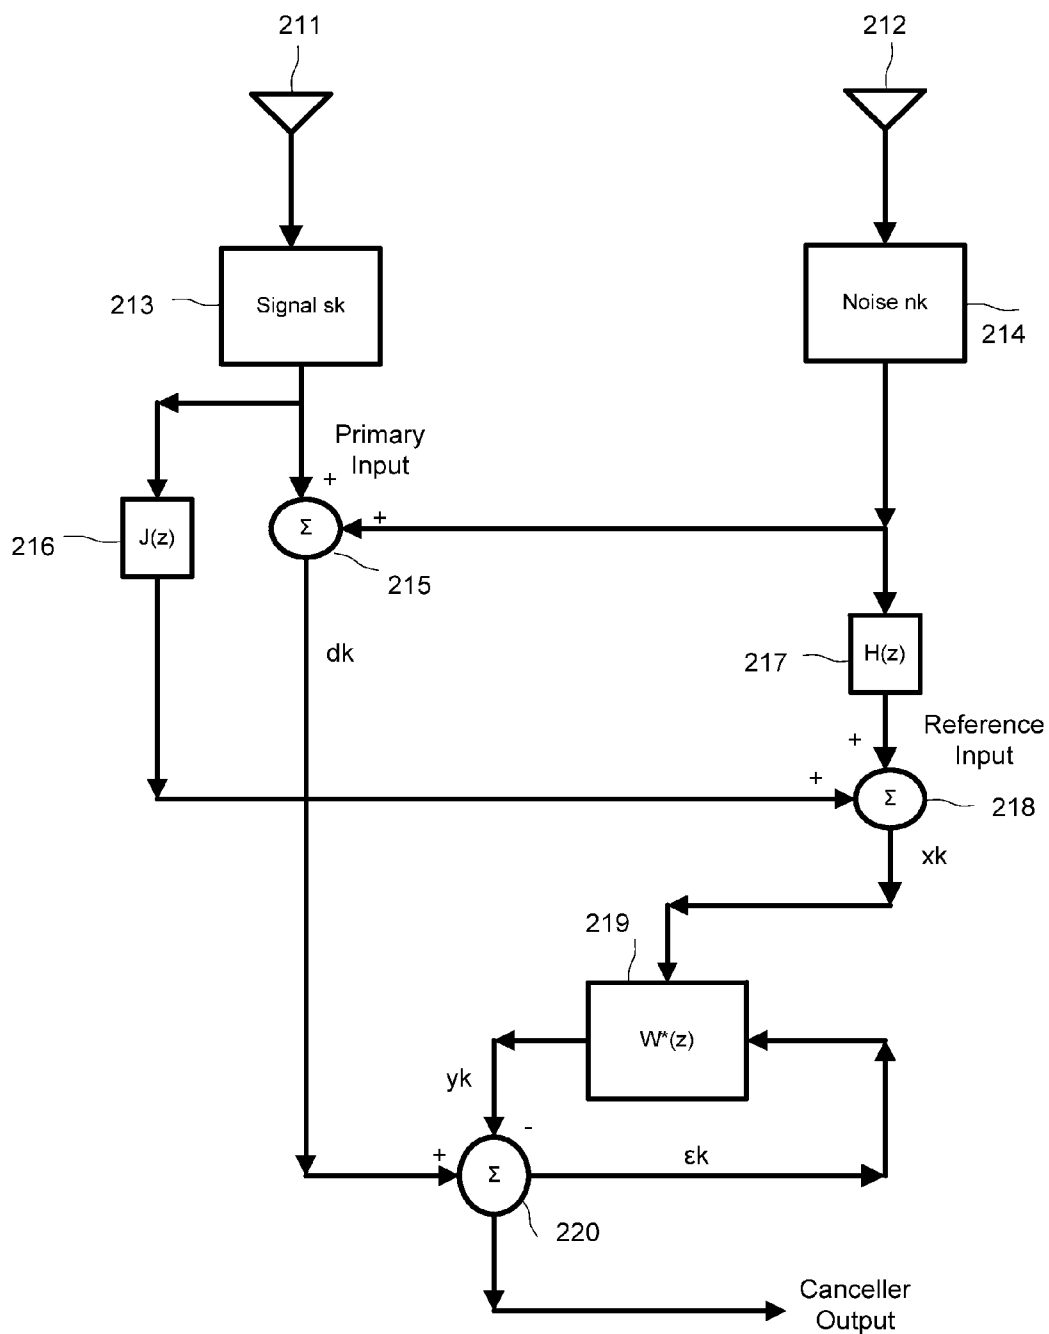 211
212
213
Signal sk
Noise nk
214
Primary
Input
+
+
216
J(z)
Σ
215
dk
217
H(z)
Reference
Input
+
+
Σ
218
xk
219
W*(z)
yk
-
+
Σ
εk
220
Canceller
Output